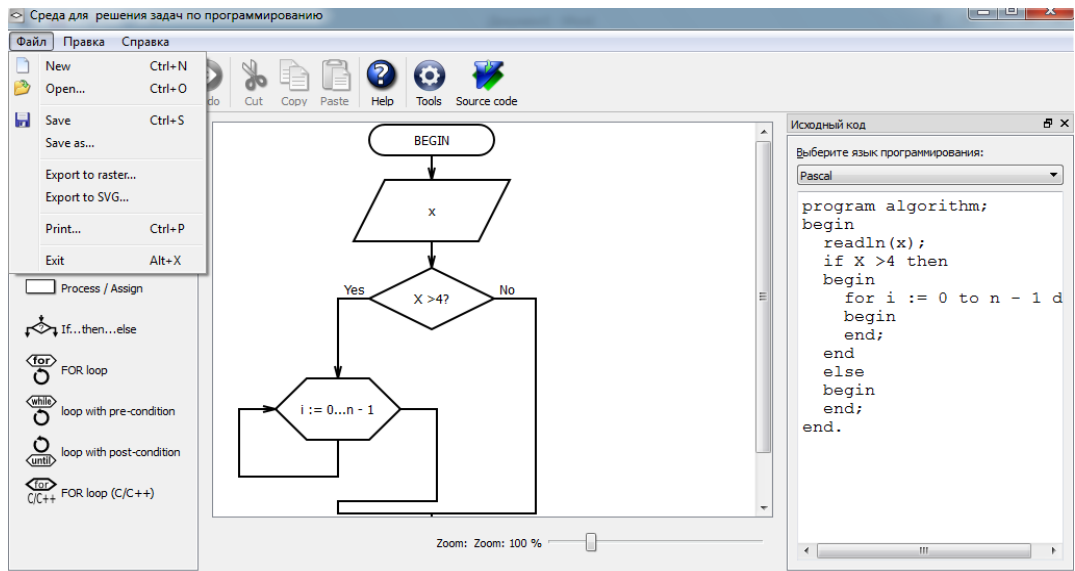 Среда для решения задач по программированию
Файл Правка Справка
New Ctrl+N
Open... Ctrl+O
Save Ctrl+S
Save as...
Export to raster...
Export to SVG...
Print... Ctrl+P
Exit Alt+X
do Cut Copy Paste Help Tools Source code
Process / Assign
?
If...then...else
for
FOR loop
while
loop with pre-condition
until
loop with post-condition
for
C/C++
FOR loop (C/C++)
BEGIN
x
Yes
X >4?
No
i := 0...n - 1
Zoom: Zoom: 100 %
Исходный код
Выберите язык программирования:
Pascal
program algorithm;
begin
readln(x);
if X >4 then
begin
for i := 0 to n - 1 d
begin
end;
end
else
begin
end;
end.